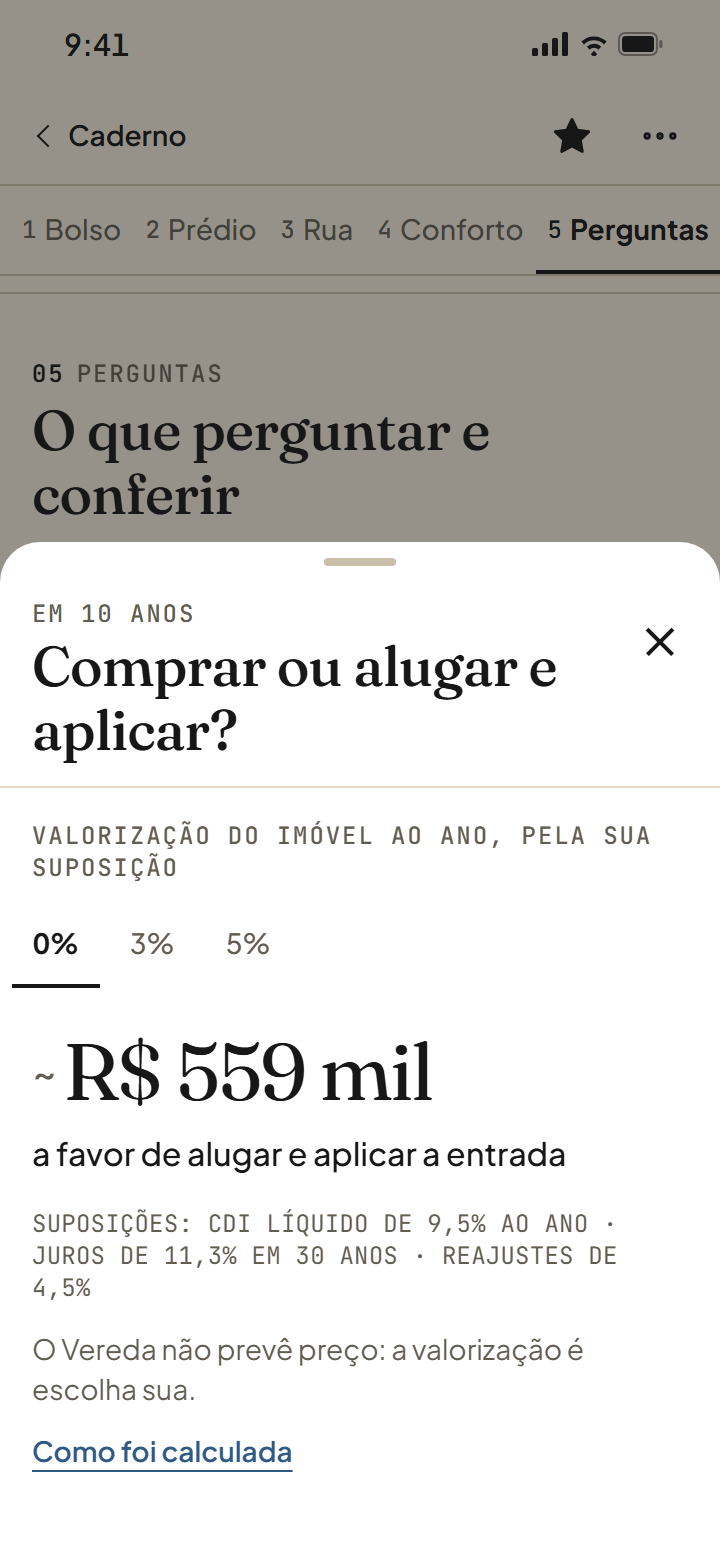 9:41
Caderno
1 Bolso 2 Prédio 3 Rua 4 Conforto 5 Perguntas
05 PERGUNTAS
O que perguntar e
conferir
EM 10 ANOS
Comprar ou alugar e
aplicar?
VALORIZAÇÃO DO IMÓVEL AO ANO, PELA SUA
SUPOSIÇÃO
0% 3% 5%
~R$ 559 mil
a favor de alugar e aplicar a entrada
SUPOSIÇÕES: CDI LÍQUIDO DE 9,5% AO ANO ·
JUROS DE 11,3% EM 30 ANOS · REAJUSTES DE
4,5%
O Vereda não prevê preço: a valorização é
escolha sua.
Como foi calculada